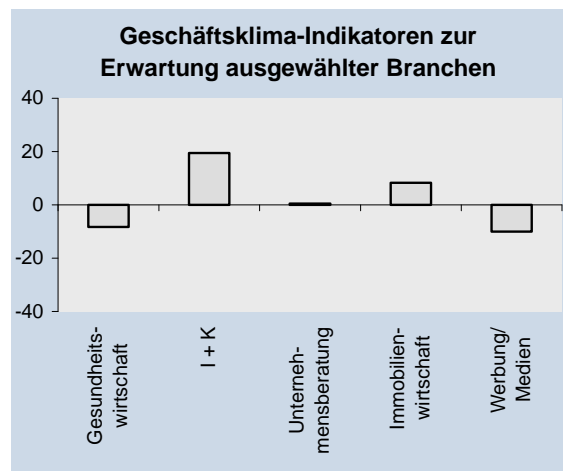 Geschäftsklima-Indikatoren zur
Erwartung ausgewählter Branchen
40
20
0
-20
-40
Gesundheits-
wirtschaft
I + K
Unterneh-
mensberatung
Immobilien-
wirtschaft
Werbung/
Medien